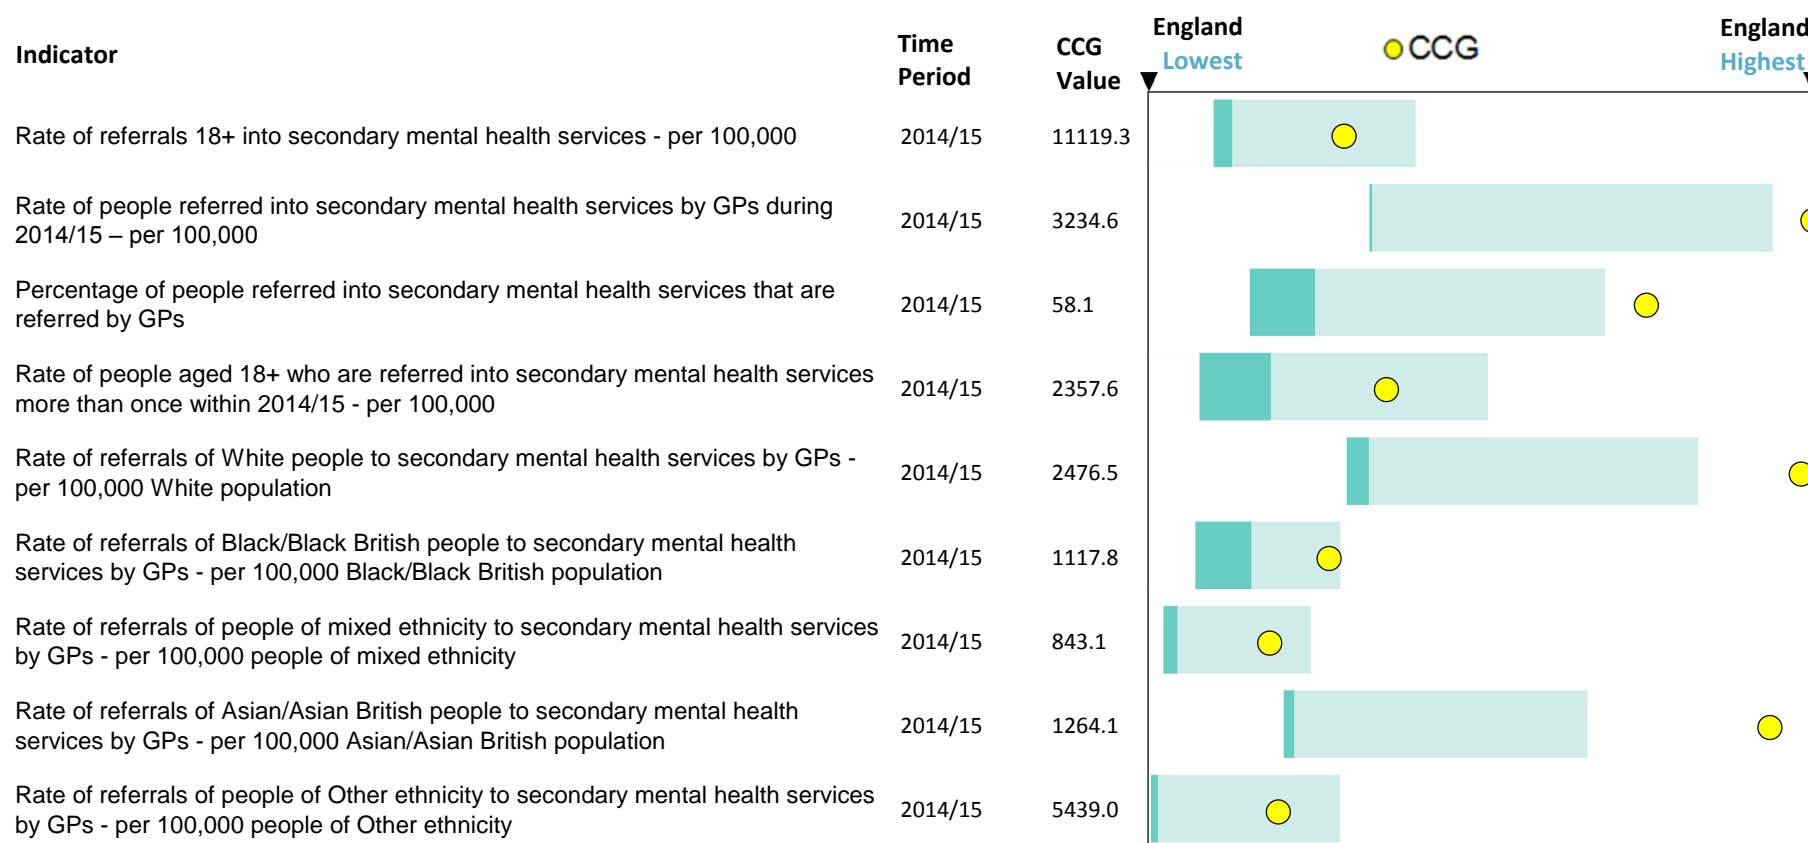 Indicator
Time
Period
CCG
Value
England
Lowest
CCG
England
Highest
Rate of referrals 18+ into secondary mental health services - per 100,000
2014/15
11119.3
Rate of people referred into secondary mental health services by GPs during
2014/15 – per 100,000
2014/15
3234.6
Percentage of people referred into secondary mental health services that are
referred by GPs
2014/15
58.1
Rate of people aged 18+ who are referred into secondary mental health services
more than once within 2014/15 - per 100,000
2014/15
2357.6
Rate of referrals of White people to secondary mental health services by GPs -
per 100,000 White population
2014/15
2476.5
Rate of referrals of Black/Black British people to secondary mental health
services by GPs - per 100,000 Black/Black British population
2014/15
1117.8
Rate of referrals of people of mixed ethnicity to secondary mental health services
by GPs - per 100,000 people of mixed ethnicity
2014/15
843.1
Rate of referrals of Asian/Asian British people to secondary mental health
services by GPs - per 100,000 Asian/Asian British population
2014/15
1264.1
Rate of referrals of people of Other ethnicity to secondary mental health services
by GPs - per 100,000 people of Other ethnicity
2014/15
5439.0